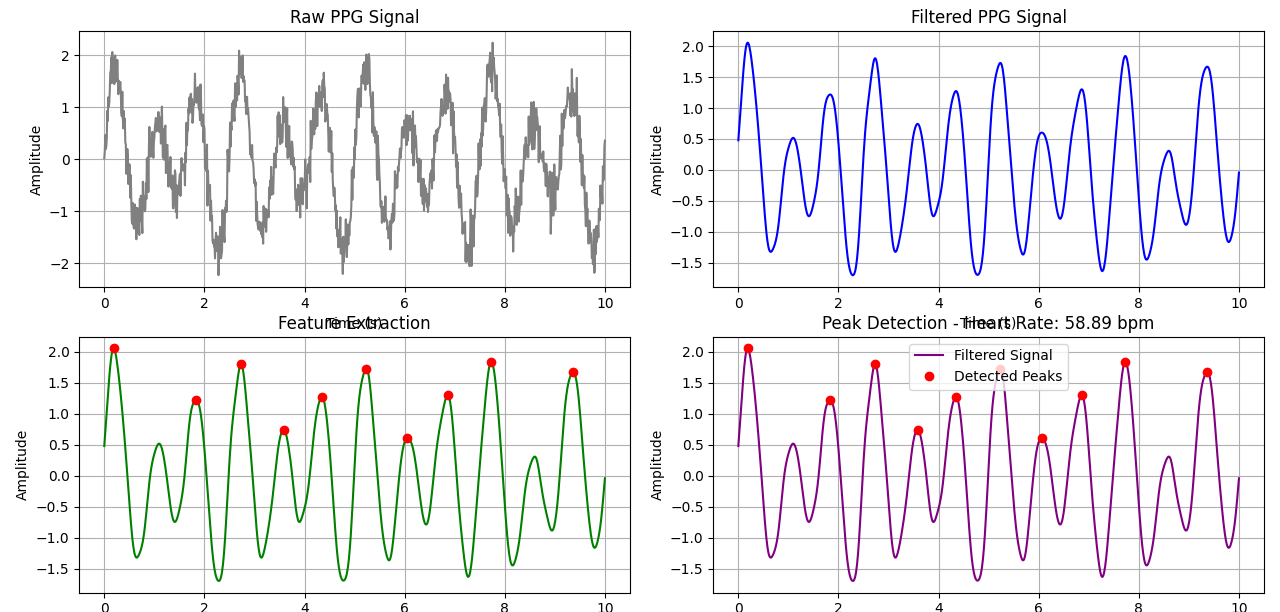 Raw PPG Signal
Amplitude
2
1
0
−1
−2
0 2 4 6 8 10
Time (s)
Filtered PPG Signal
Amplitude
2.0
1.5
1.0
0.5
0.0
−0.5
−1.0
−1.5
0 2 4 6 8 10
Time (s)
Feature Extraction
Amplitude
2.0
1.5
1.0
0.5
0.0
−0.5
−1.0
−1.5
0 2 4 6 8 10
Peak Detection - Heart Rate: 58.89 bpm
Filtered Signal
Detected Peaks
Amplitude
2.0
1.5
1.0
0.5
0.0
−0.5
−1.0
−1.5
0 2 4 6 8 10